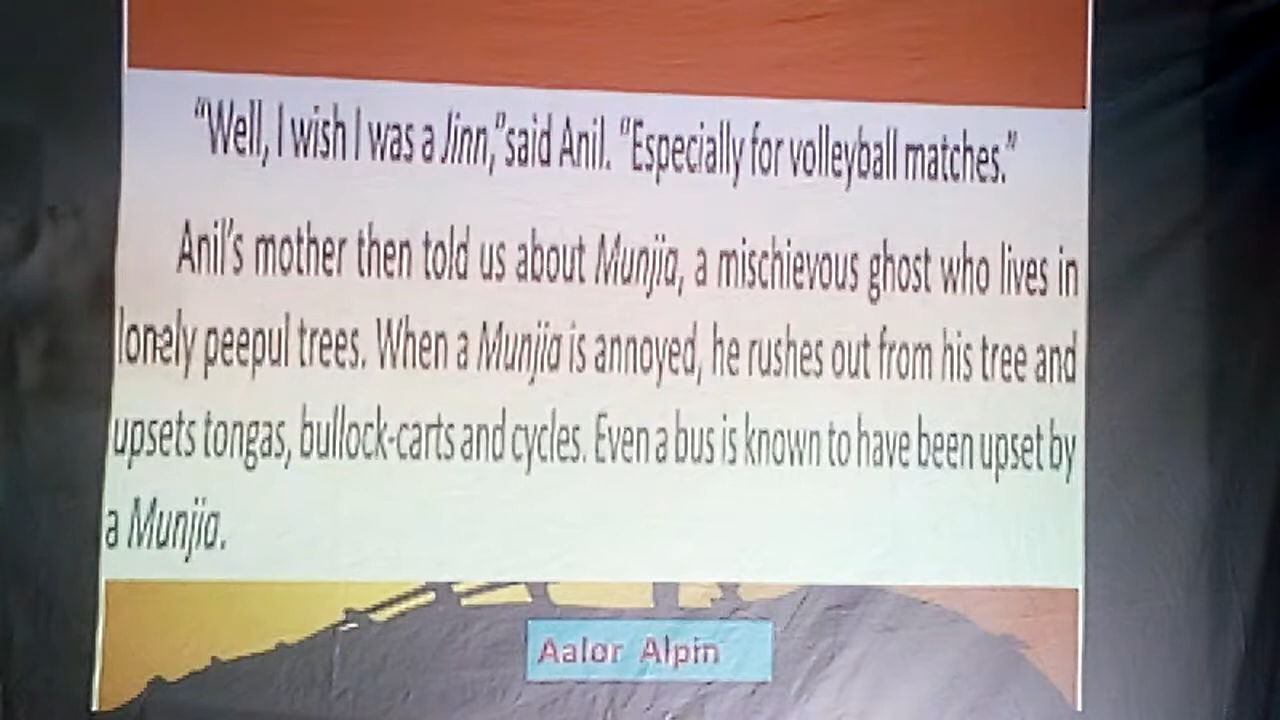 “Well, I wish I was a Jinn,”said Anil. “Especially for volleyball matches.”
Anil’s mother then told us about Munjia, a mischievous ghost who lives in
lonely peepul trees. When a Munjia is annoyed, he rushes out from his tree and
upsets tongas, bullock-carts and cycles. Even a bus is known to have been upset by
a Munjia.
Aalor Alpin